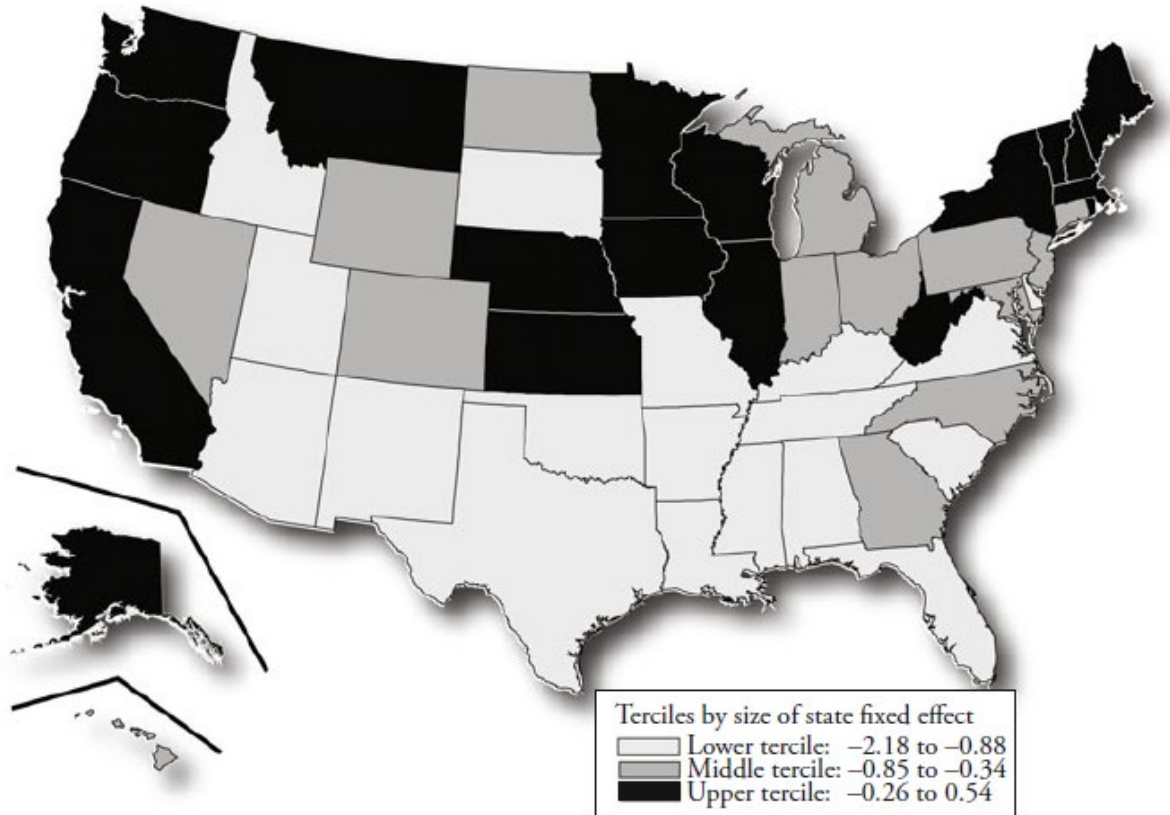 Terciles by size of state fixed effect
Lower tercile: −2.18 to −0.88
Middle tercile: −0.85 to −0.34
Upper tercile: −0.26 to 0.54